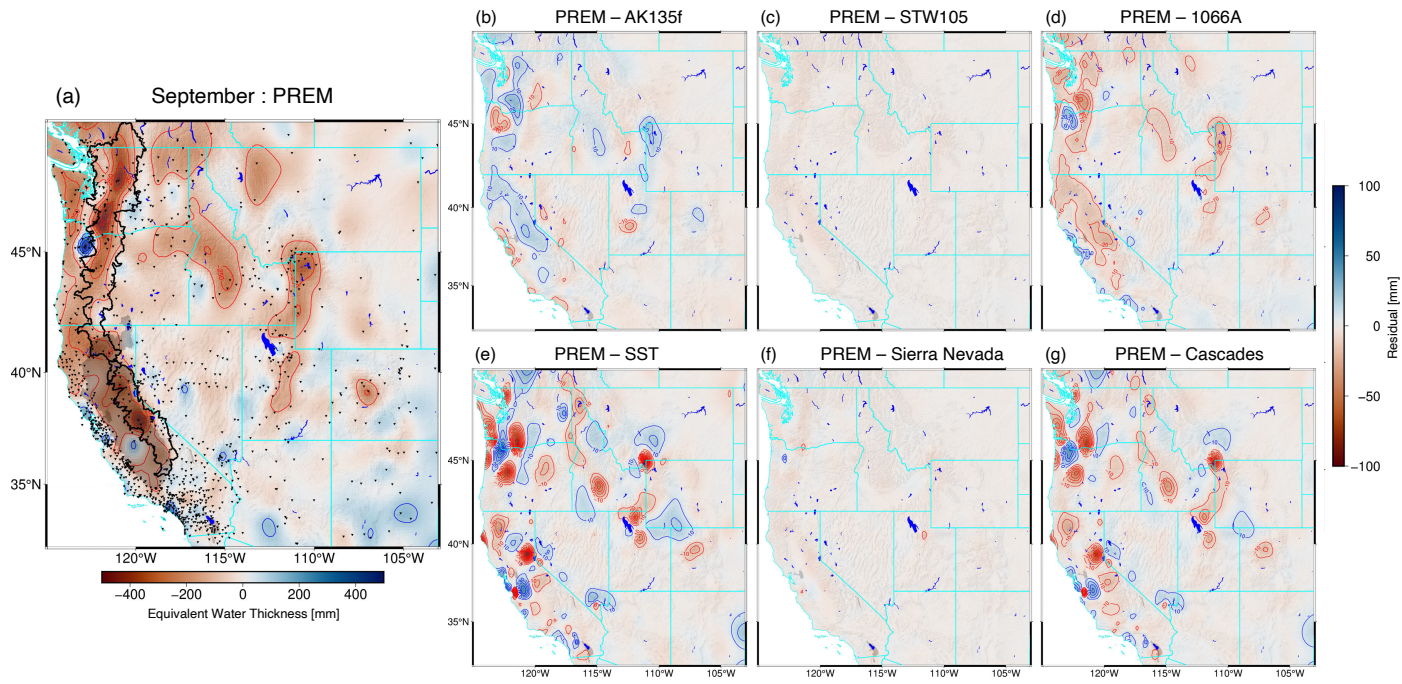 (a) September : PREM
45°N
40°N
35°N
120°W 115°W 110°W 105°W
−400 −200 0 200 400
Equivalent Water Thickness [mm]
(b) PREM – AK135f
(c) PREM – STW105
(d) PREM – 1066A
45°N
40°N
35°N
(e) PREM – SST
(f) PREM – Sierra Nevada
(g) PREM – Cascades
45°N
40°N
35°N
120°W 115°W 110°W 105°W
120°W 115°W 110°W 105°W
120°W 115°W 110°W 105°W
100
50
0
−50
−100
Residual [mm]